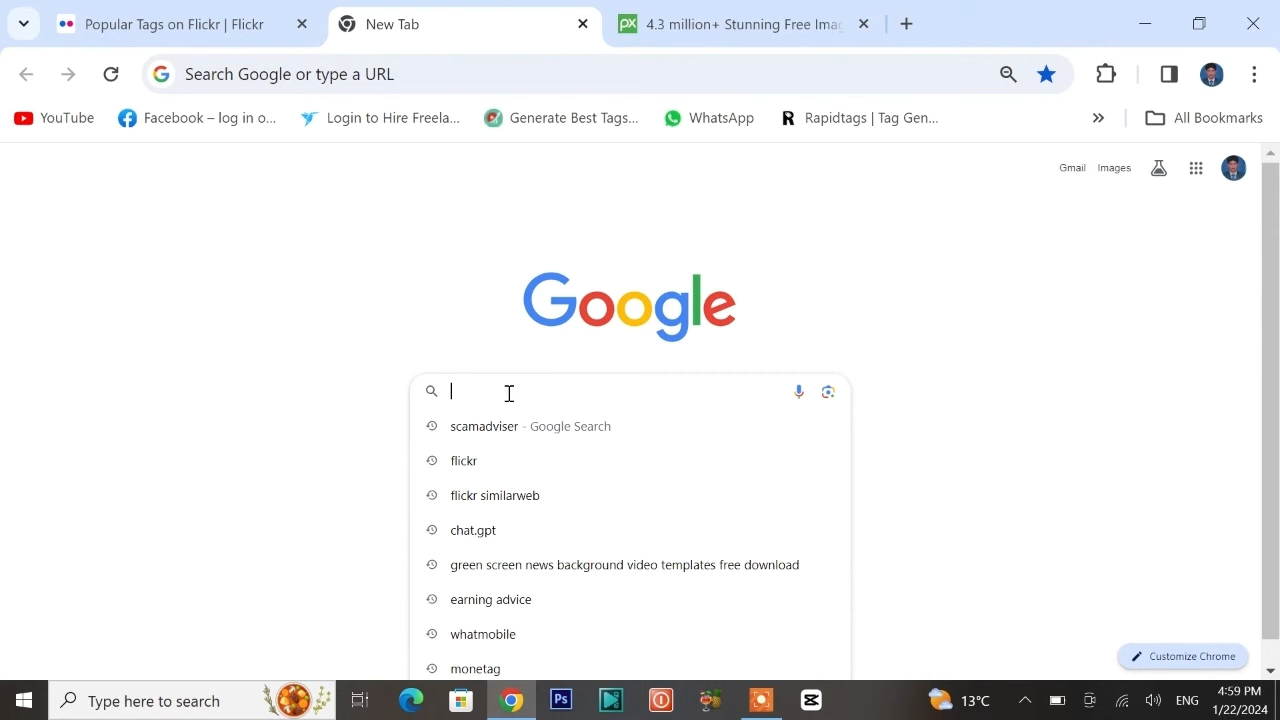 Popular Tags on Flickr | Flickr
New Tab
4.3 million+ Stunning Free Imag
Search Google or type a URL
YouTube
Facebook – log in o...
Login to Hire Freela...
Generate Best Tags...
WhatsApp
Rapidtags | Tag Gen...
All Bookmarks
Gmail
Images
Google
scamadviser - Google Search
flickr
flickr similarweb
chat.gpt
green screen news background video templates free download
earning advice
whatmobile
monetag
Customize Chrome
Type here to search
Ps
13°C
ENG
4:59 PM
1/22/2024